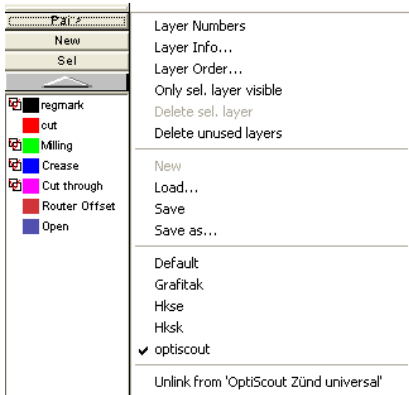 New
Sel
regmark
cut
Milling
Crease
Cut through
Router Offset
Open
Layer Numbers
Layer Info...
Layer Order...
Only sel. layer visible
Delete sel. layer
Delete unused layers
New
Load...
Save
Save as...
Default
Grafitak
Hkse
Hksk
optiscout
Unlink from 'OptiScout Zünd universal'